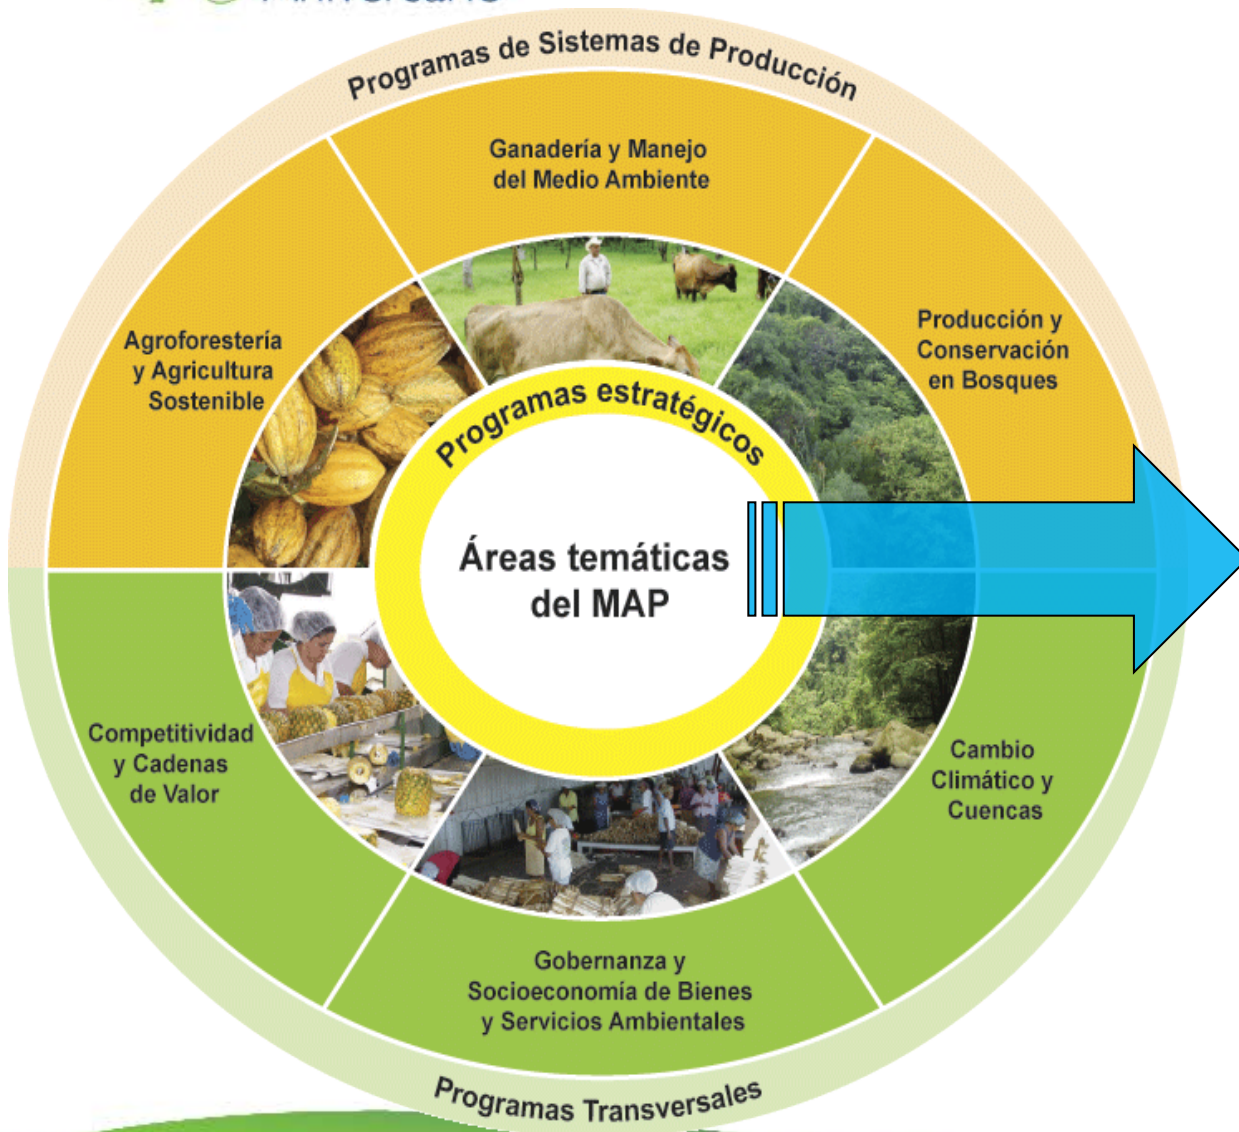 Aniversario
Programas de Sistemas de Producción
Ganadería y Manejo
del Medio Ambiente
Agroforestería
y Agricultura
Sostenible
Producción y
Conservación
en Bosques
Programas estratégicos
Áreas temáticas
del MAP
Competitividad
y Cadenas
de Valor
Cambio
Climático y
Cuencas
Gobernanza y
Socioeconomía de Bienes
y Servicios Ambientales
Programas Transversales